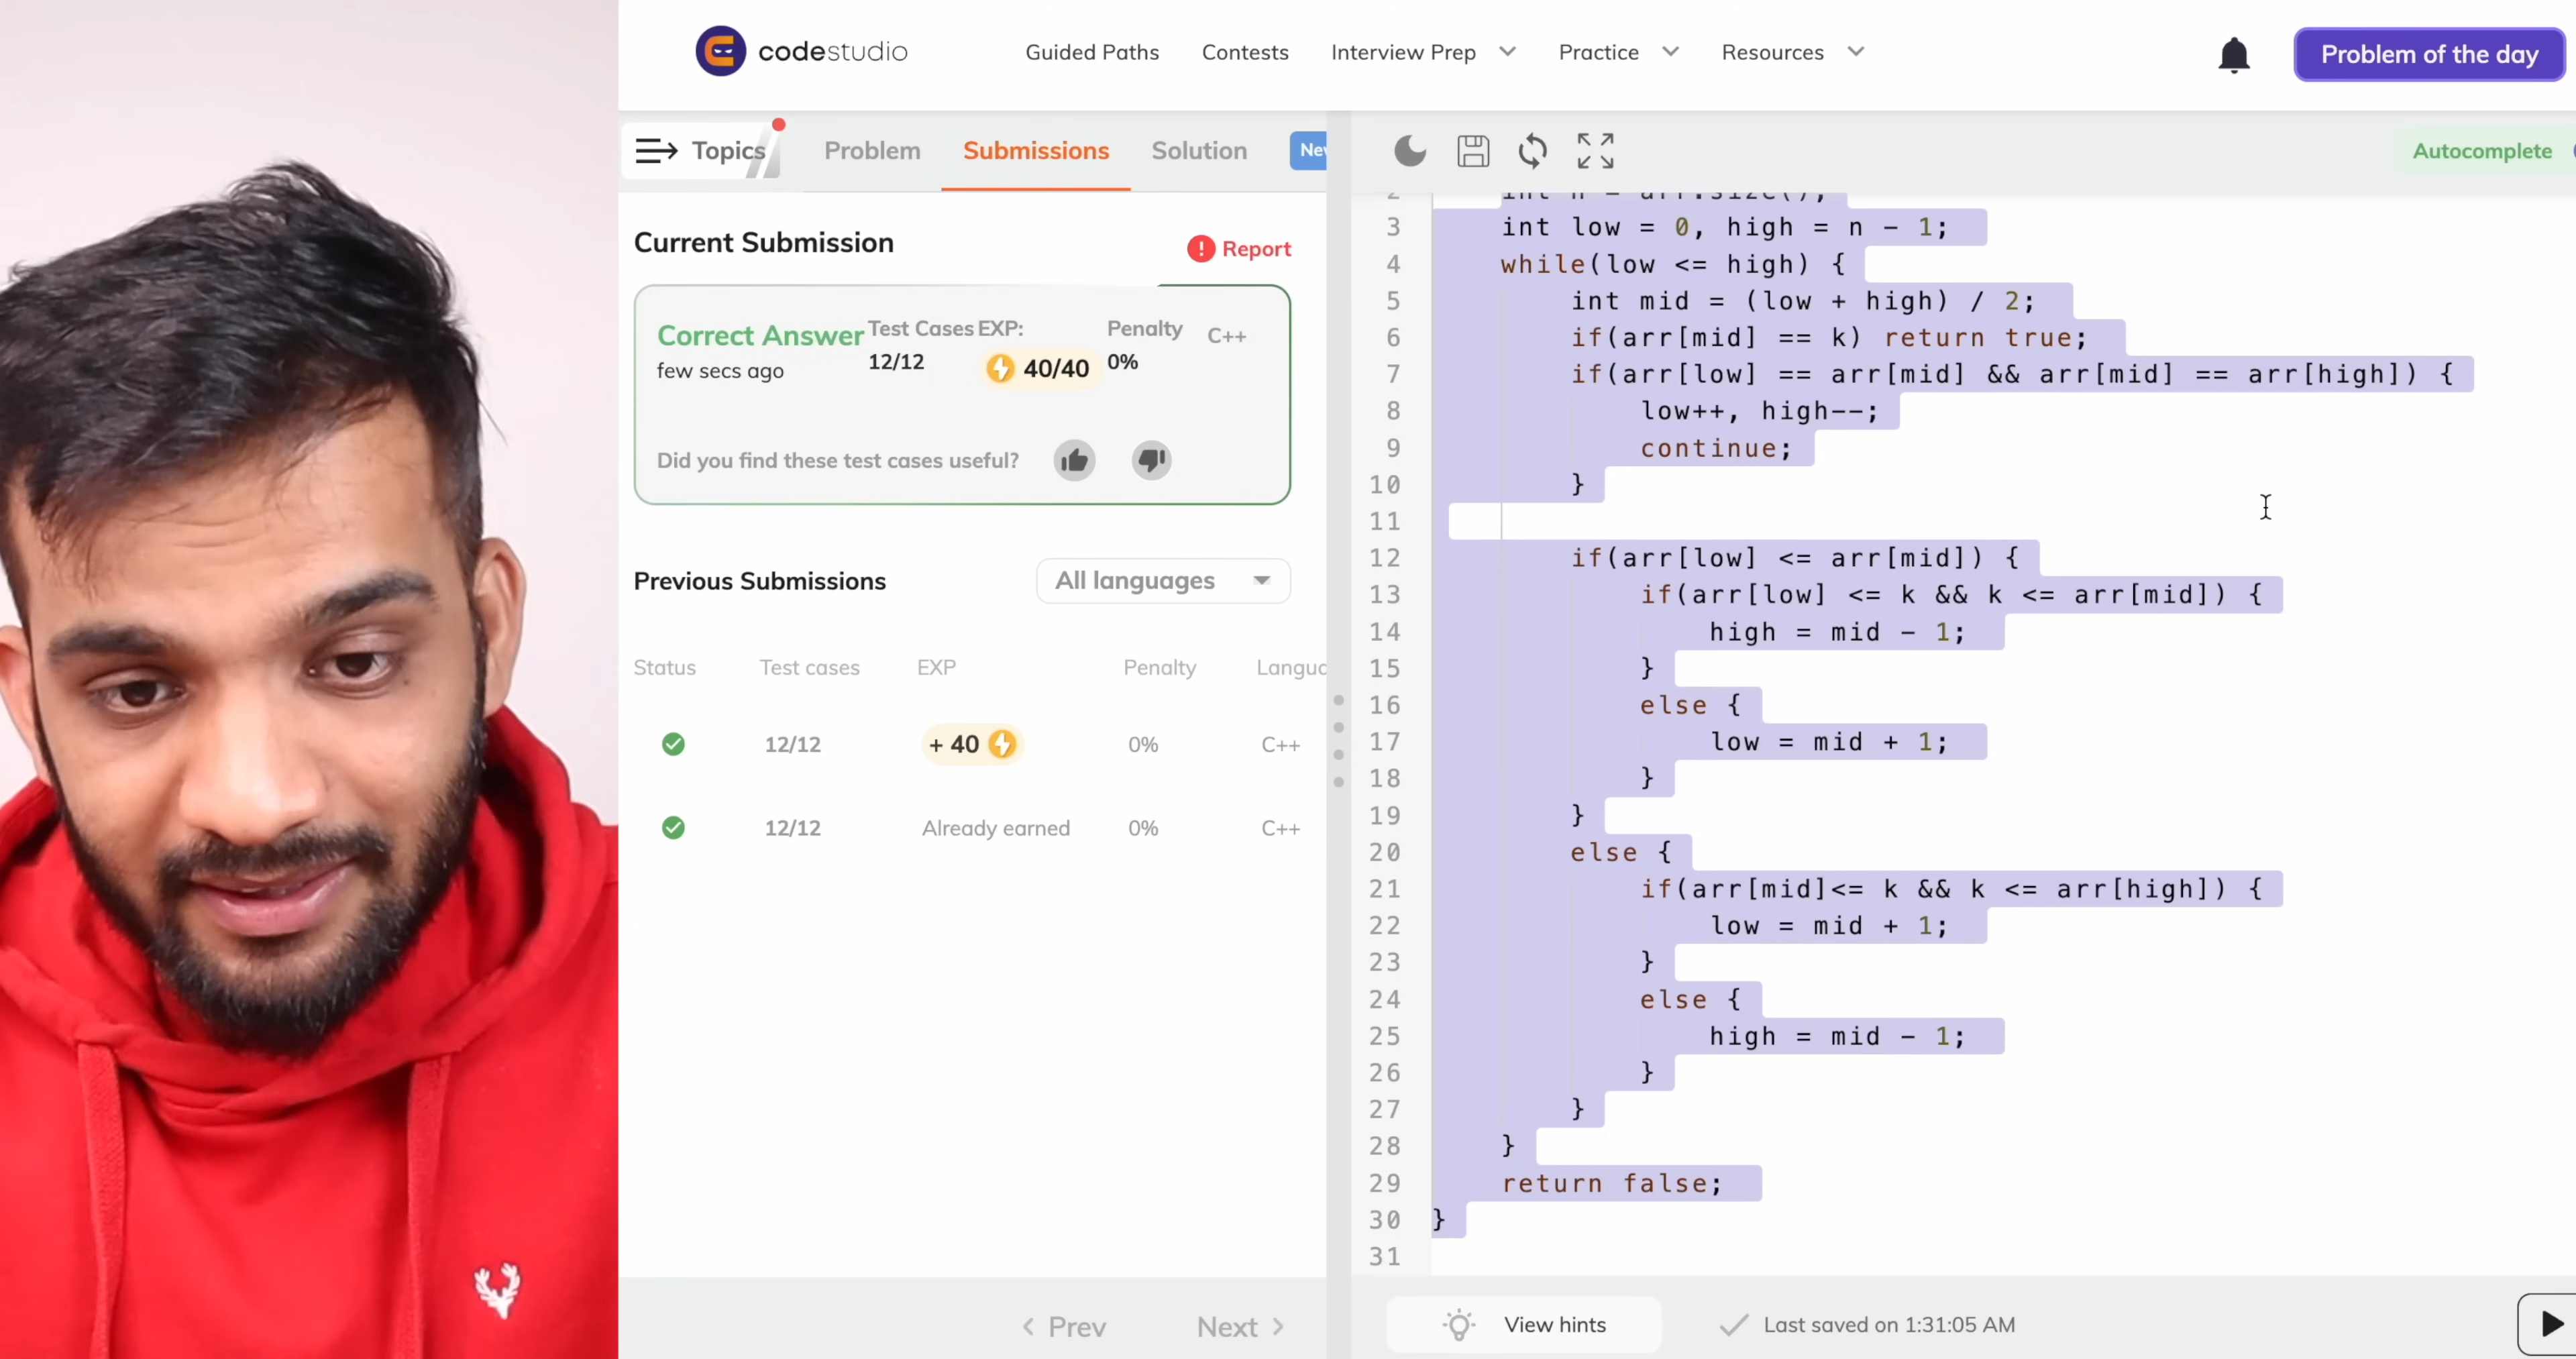 codestudio
Guided Paths
Contests
Interview Prep
Practice
Resources
Problem of the day
Topics
Problem
Submissions
Solution
Autocomplete
Current Submission
Report
Correct Answer
few secs ago
Test Cases
12/12
EXP:
40/40
Penalty
0%
C++
Did you find these test cases useful?
Previous Submissions
All languages
Status Test cases EXP Penalty
12/12 + 40 0% C++
12/12 Already earned 0% C++
Prev
Next
2 int n = arr.size();
3 int low = 0, high = n - 1;
4 while(low <= high) {
5 int mid = (low + high) / 2;
6 if(arr[mid] == k) return true;
7 if(arr[low] == arr[mid] && arr[mid] == arr[high]) {
8 low++, high--;
9 continue;
10 }
11
12 if(arr[low] <= arr[mid]) {
13 if(arr[low] <= k && k <= arr[mid]) {
14 high = mid - 1;
15 }
16 else {
17 low = mid + 1;
18 }
19 }
20 else {
21 if(arr[mid]<= k && k <= arr[high]) {
22 low = mid + 1;
23 }
24 else {
25 high = mid - 1;
26 }
27 }
28 }
29 return false;
30 }
31
View hints
Last saved on 1:31:05 AM